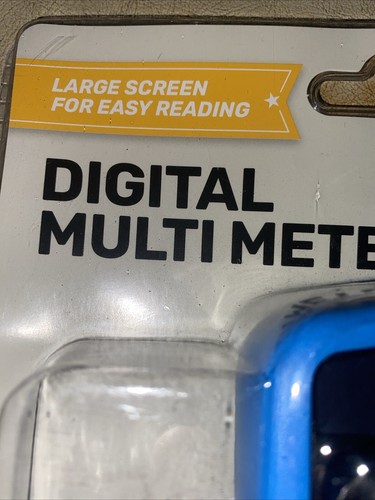 LARGE SCREEN
FOR EASY READING
DIGITAL
MULTI METE